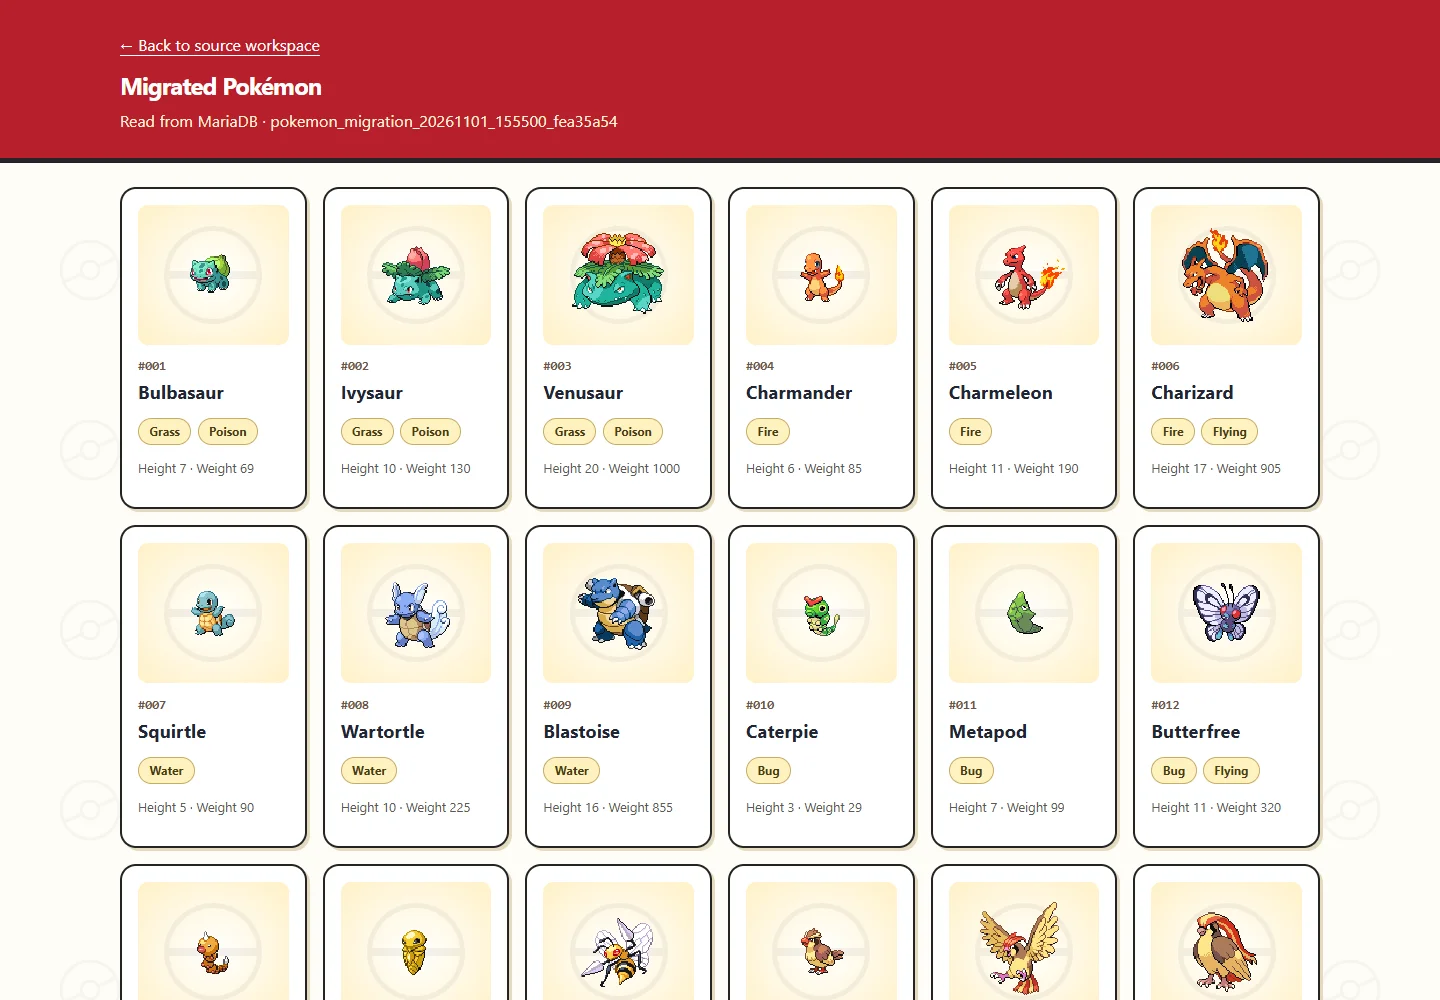 ← Back to source workspace
Migrated Pokémon
Read from MariaDB · pokemon_migration_20261101_155500_fea35a54
#001
Bulbasaur
Grass Poison
Height 7 · Weight 69
#002
Ivysaur
Grass Poison
Height 10 · Weight 130
#003
Venusaur
Grass Poison
Height 20 · Weight 1000
#004
Charmander
Fire
Height 6 · Weight 85
#005
Charmeleon
Fire
Height 11 · Weight 190
#006
Charizard
Fire Flying
Height 17 · Weight 905
#007
Squirtle
Water
Height 5 · Weight 90
#008
Wartortle
Water
Height 10 · Weight 225
#009
Blastoise
Water
Height 16 · Weight 855
#010
Caterpie
Bug
Height 3 · Weight 29
#011
Metapod
Bug
Height 7 · Weight 99
#012
Butterfree
Bug Flying
Height 11 · Weight 320